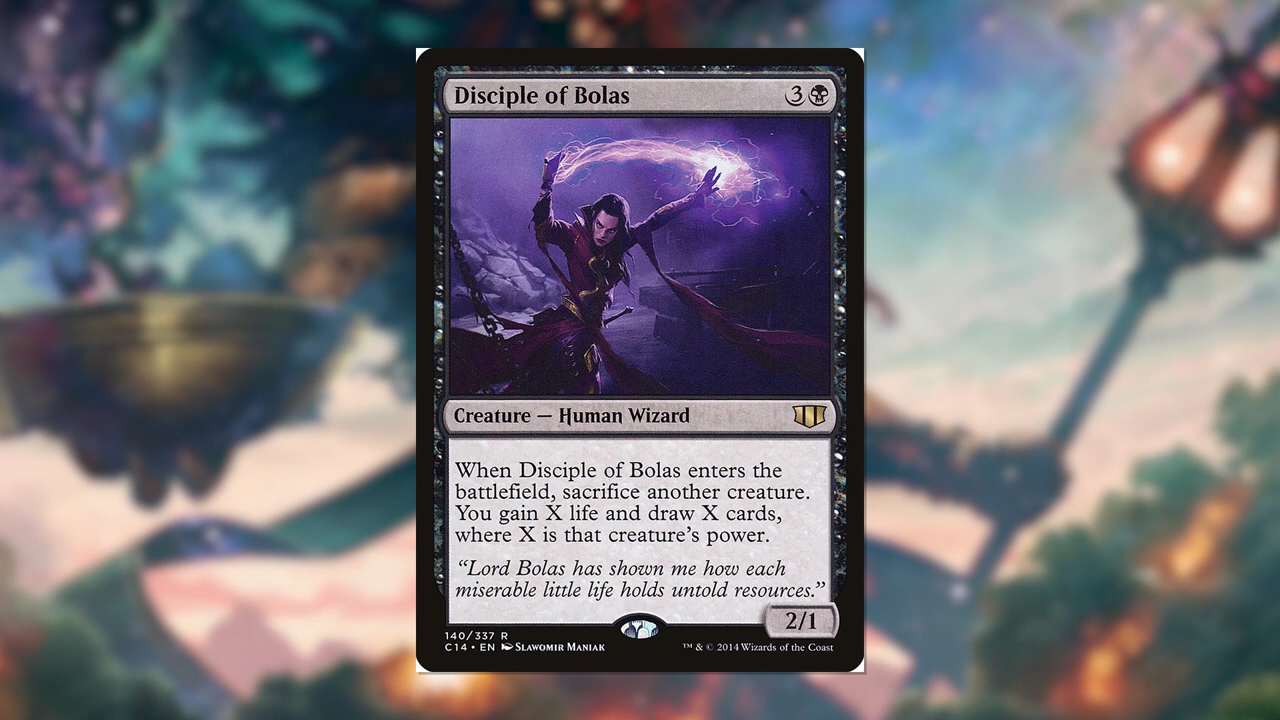 Disciple of Bolas 3
Creature — Human Wizard
When Disciple of Bolas enters the
battlefield, sacrifice another creature.
You gain X life and draw X cards,
where X is that creature's power.
“Lord Bolas has shown me how each
miserable little life holds untold resources.”
2/1
140/337 R
C14 • EN SLAWOMIR MANIAK
™ & © 2014 Wizards of the Coast